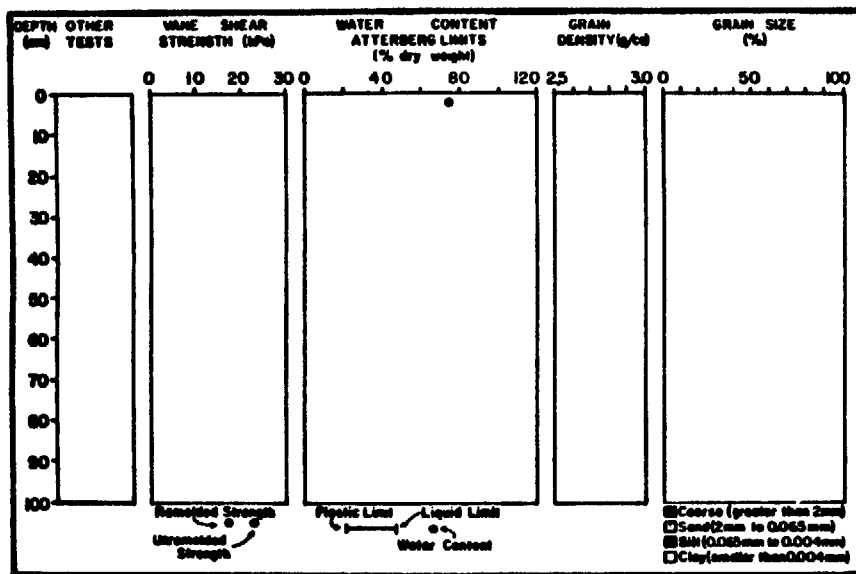 DEPTH OTHER VANE SHEAR WATER CONTENT GRAIN GRAIN SIZE
(cm) TESTS STRENGTH (kPa) ATTERBERG LIMITS DENSITY (g/cc) (%)
(% dry weight)
0 10 20 30 0 40 80 120 2.5 3.0 0 50 100
0
10
20
30
40
50
60
70
80
90
100
Remolded Strength
Unremolded
Strength
Plastic Limit Liquid Limit
Water Content
Coarse (greater than 2mm)
Sand (2mm to 0.065mm)
Silt (0.065mm to 0.004mm)
Clay (smaller than 0.004mm)